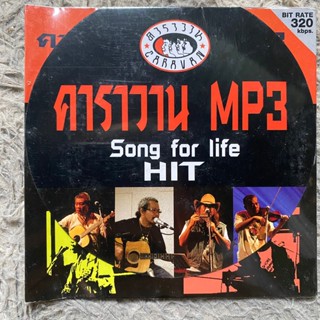 คาราวาน
CARAVAN
BIT RATE
320
kbps.
คาราวาน MP3
Song for life
HIT